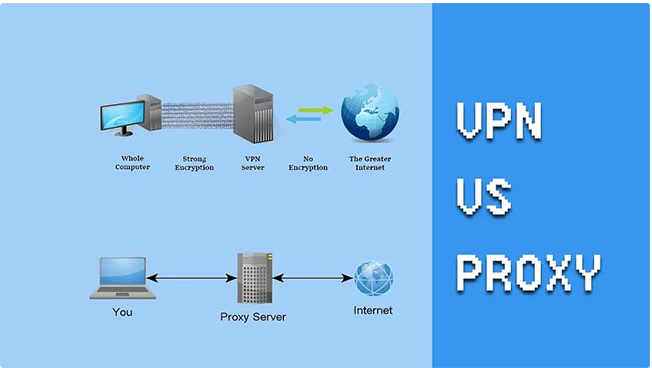 Whole
Computer
Strong
Encryption
VPN
Server
No
Encryption
The Greater
Internet
You
Proxy Server
Internet
VPN
VS
PROXY